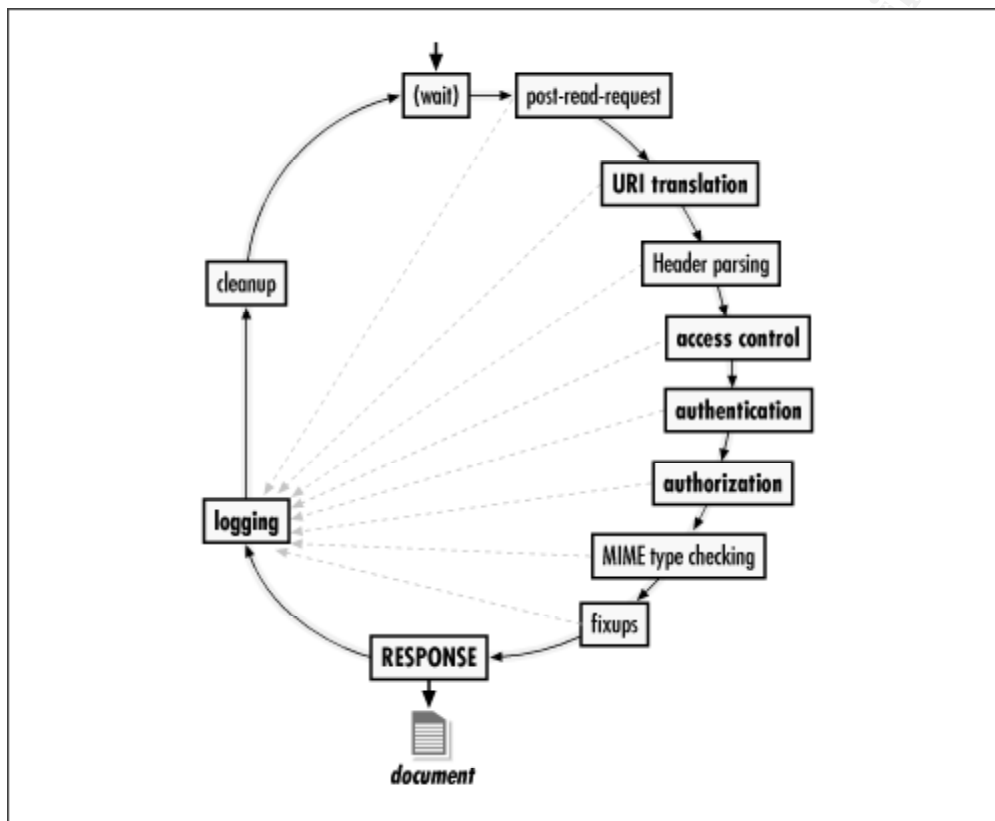 (wait)
post-read-request
URI translation
Header parsing
access control
authentication
authorization
MIME type checking
fixups
RESPONSE
document
logging
cleanup